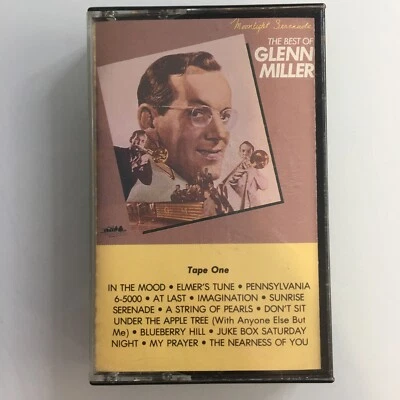 Moonlight Serenade
THE BEST OF
GLENN
MILLER
Tape One
IN THE MOOD • ELMER'S TUNE • PENNSYLVANIA
6-5000 • AT LAST • IMAGINATION • SUNRISE
SERENADE • A STRING OF PEARLS • DON'T SIT
UNDER THE APPLE TREE (With Anyone Else But
Me) • BLUEBERRY HILL • JUKE BOX SATURDAY
NIGHT • MY PRAYER • THE NEARNESS OF YOU